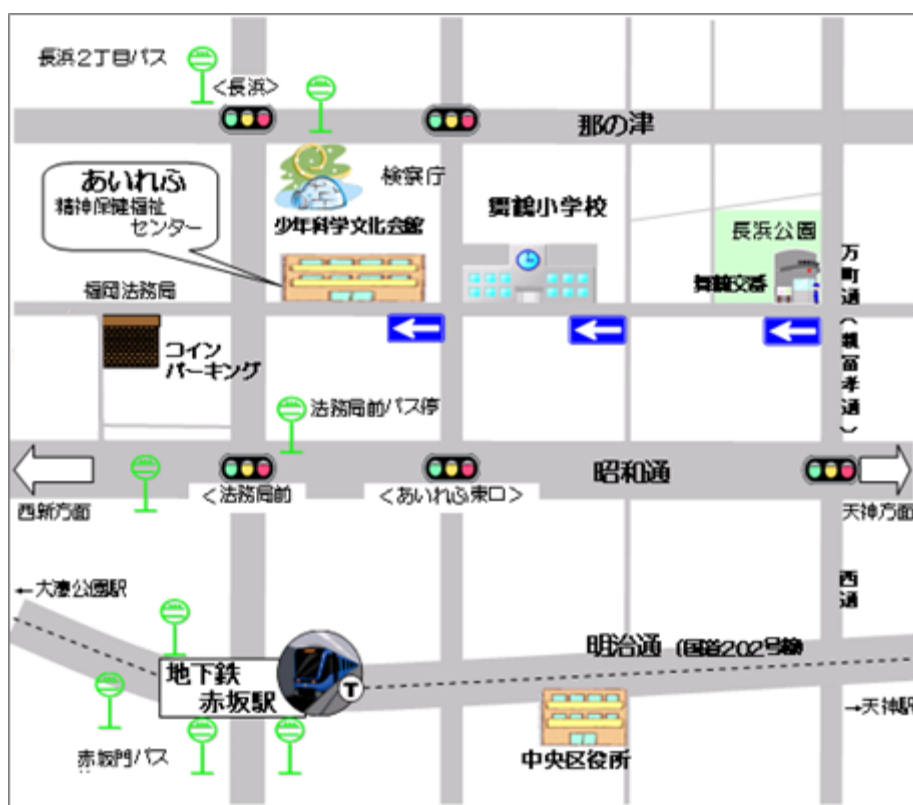 長浜2丁目バス
<長浜>
那の津
あいれふ
精神保健福祉
センター
検察庁
少年科学文化会館
舞鶴小学校
長浜公園
舞鶴交番
万町通(親富孝通)
福岡法務局
コイン
パーキング
法務局前バス停
昭和通
<法務局前
<あいれふ東口>
西新方面
天神方面
←大濠公園駅
西通
明治通(国道202号線)
地下鉄
赤坂駅
T
→天神駅
赤坂門バス
中央区役所